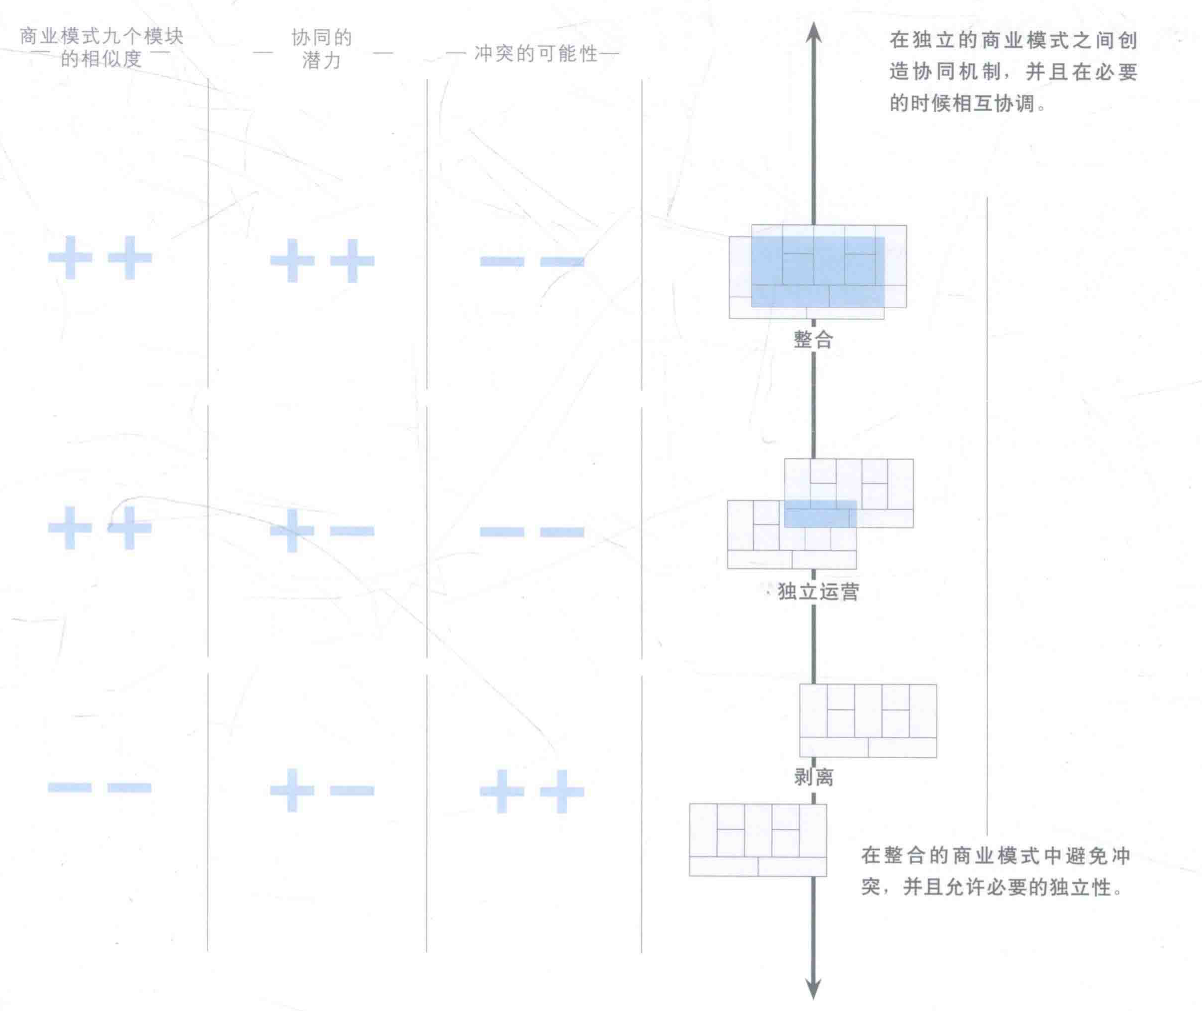 商业模式九个模块
的相似度
协同的
潜力
冲突的可能性
在独立的商业模式之间创
造协同机制，并且在必要
的时候相互协调。
++
++
−−
整合
++
+−
−−
独立运营
−−
+−
++
剥离
在整合的商业模式中避免冲
突，并且允许必要的独立性。